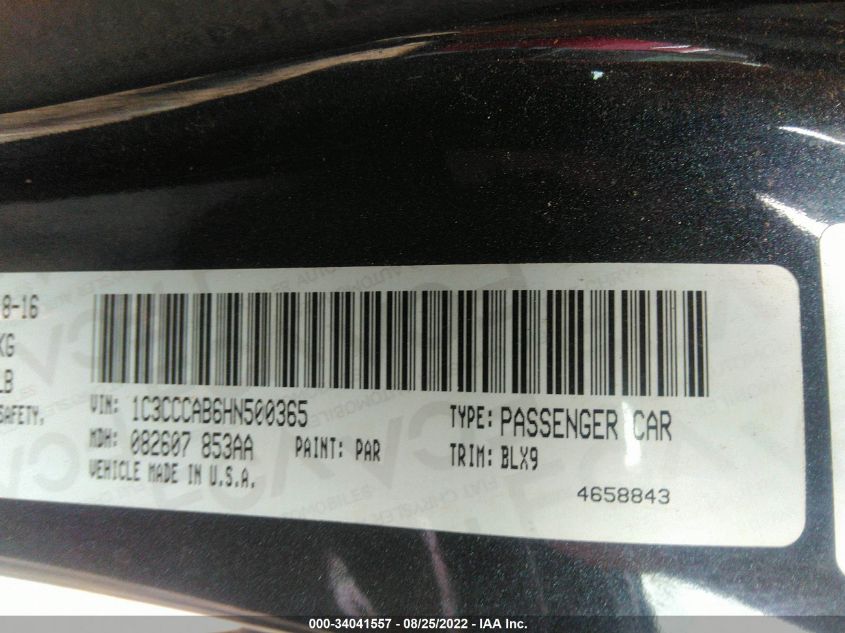 8-16
KG
LB
SAFETY.
VIN: 1C3CCCAB6HN500365
TYPE: PASSENGER CAR
MDH: 082607 853AA
PAINT: PAR
TRIM: BLX9
VEHICLE MADE IN U.S.A.
4658843
000-34041557 - 08/25/2022 - IAA Inc.